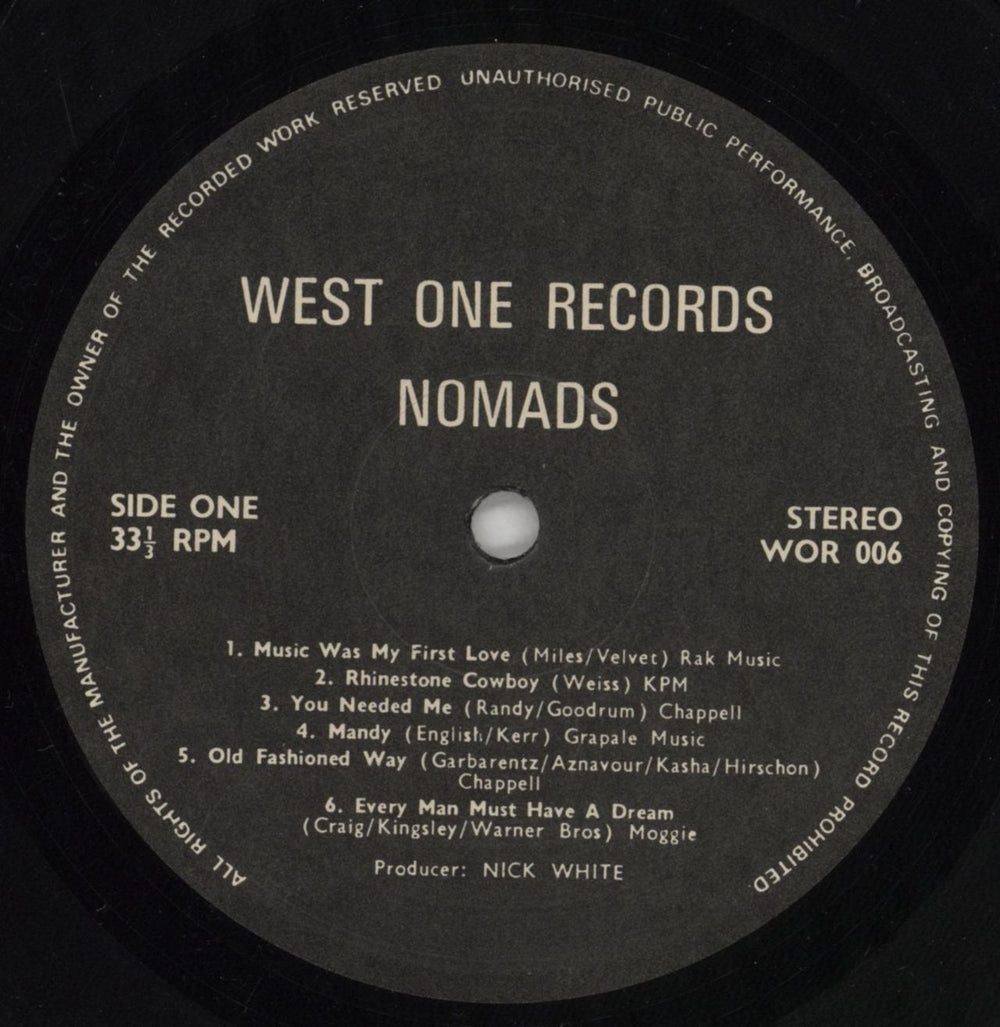 ALL RIGHTS OF THE MANUFACTURER AND THE OWNER OF THE RECORDED WORK RESERVED UNAUTHORISED PUBLIC PERFORMANCE, BROADCASTING AND COPYING OF THIS RECORD PROHIBITED
WEST ONE RECORDS
NOMADS
SIDE ONE
33⅓ RPM
STEREO
WOR 006
1. Music Was My First Love (Miles/Velvet) Rak Music
2. Rhinestone Cowboy (Weiss) KPM
3. You Needed Me (Randy/Goodrum) Chappell
4. Mandy (English/Kerr) Grapale Music
5. Old Fashioned Way (Garbarentz/Aznavour/Kasha/Hirschon)
Chappell
6. Every Man Must Have A Dream
(Craig/Kingsley/Warner Bros) Moggie
Producer: NICK WHITE